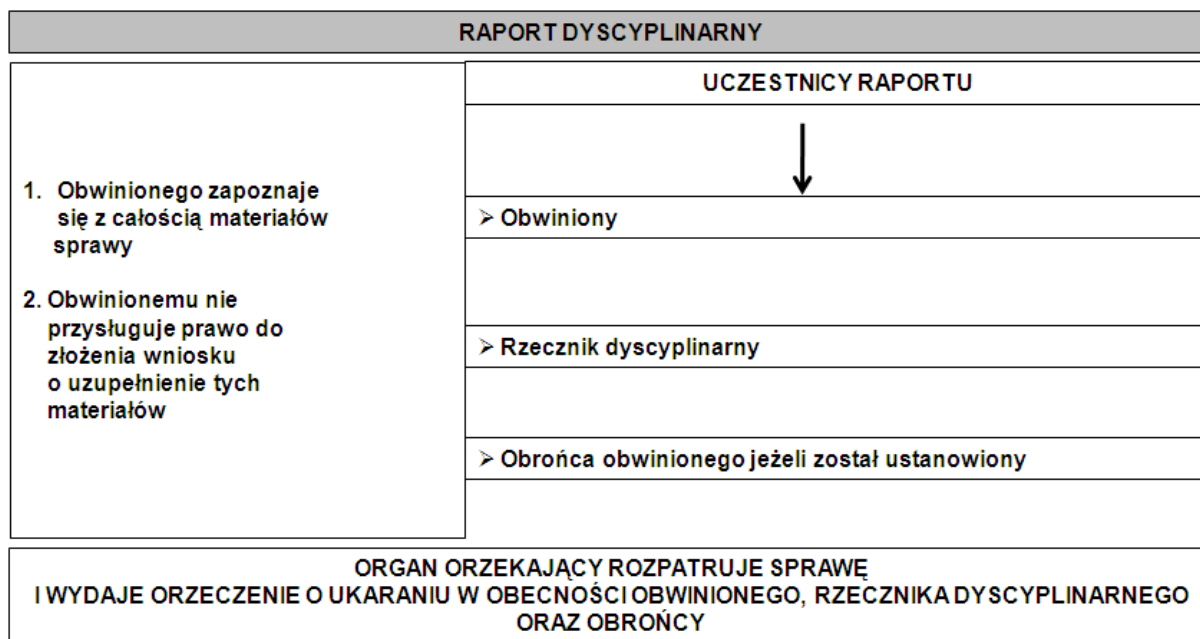 RAPORT DYSCYPLINARNY
1. Obwinionego zapoznaje
się z całością materiałów
sprawy
2. Obwinionemu nie
przysługuje prawo do
złożenia wniosku
o uzupełnienie tych
materiałów
UCZESTNICY RAPORTU
➢ Obwiniony
➢ Rzecznik dyscyplinarny
➢ Obrońca obwinionego jeżeli został ustanowiony
ORGAN ORZEKAJĄCY ROZPATRUJE SPRAWĘ
I WYDAJE ORZECZENIE O UKARANIU W OBECNOŚCI OBWINIONEGO, RZECZNIKA DYSCYPLINARNEGO
ORAZ OBROŃCY